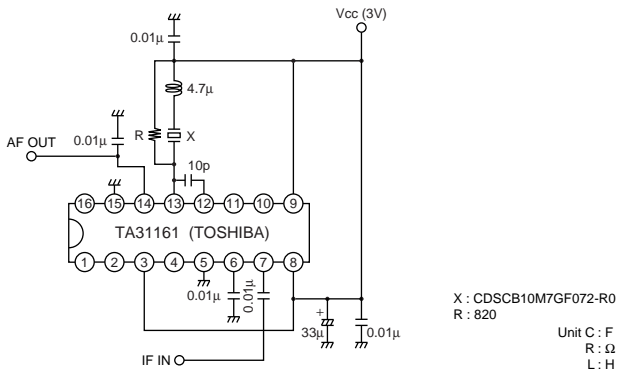 Vcc (3V)
0.01μ
4.7μ
R
X
AF OUT
0.01μ
10p
16 15 14 13 12 11 10 9
TA31161 (TOSHIBA)
1 2 3 4 5 6 7 8
0.01μ
0.01μ
+
33μ
0.01μ
IF IN
X : CDSCB10M7GF072-R0
R : 820
Unit C : F
R : Ω
L : H